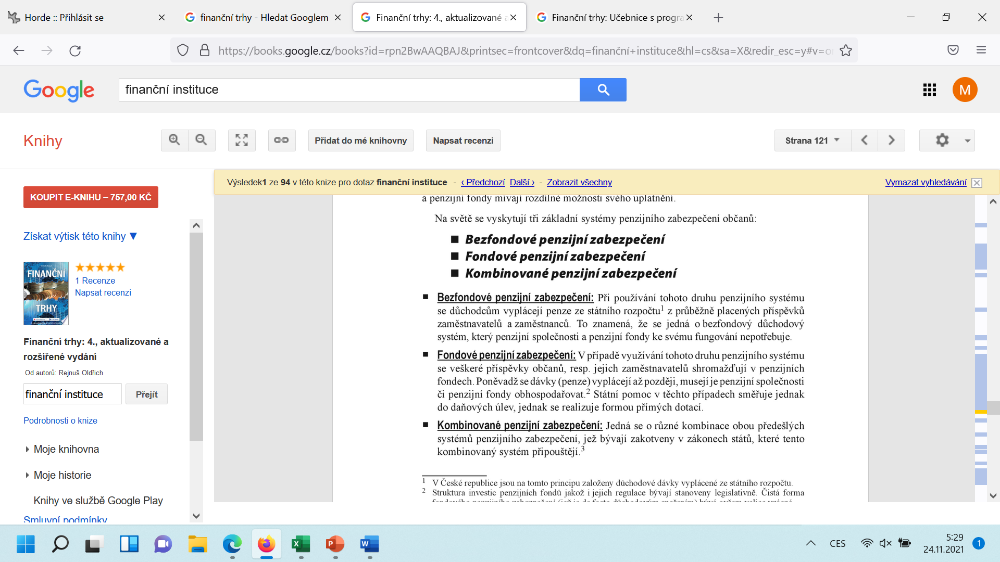 Horde :: Přihlásit se
finanční trhy - Hledat Googlem
Finanční trhy: 4., aktualizované a
Finanční trhy: Učebnice s progra
https://books.google.cz/books?id=rpn2BwAAQBAJ&printsec=frontcover&dq=finanční+instituce&hl=cs&sa=X&redir_esc=y#v=o
Google
finanční instituce
M
Knihy
Přidat do mé knihovny
Napsat recenzi
Strana 121
Výsledek1 ze 94 v této knize pro dotaz finanční instituce - ‹ Předchozí Další › - Zobrazit všechny
Vymazat vyhledávání
KOUPIT E-KNIHU – 757,00 KČ
Získat výtisk této knihy ▼
FINANČNÍ
TRHY
1 Recenze
Napsat recenzi
Finanční trhy: 4., aktualizované a
rozšířené vydání
Od autorů: Rejnuš Oldřich
finanční instituce
Přejít
Podrobnosti o knize
Moje knihovna
Moje historie
Knihy ve službě Google Play
Smluvní podmínky
a penzijní fondy mívají rozdílné možnosti svého uplatnění.
Na světě se vyskytují tři základní systémy penzijního zabezpečení občanů:
■ Bezfondové penzijní zabezpečení
■ Fondové penzijní zabezpečení
■ Kombinované penzijní zabezpečení
■ Bezfondové penzijní zabezpečení: Při používání tohoto druhu penzijního systému
se důchodcům vyplácejí penze ze státního rozpočtu1 z průběžně placených příspěvků
zaměstnavatelů a zaměstnanců. To znamená, že se jedná o bezfondový důchodový
systém, který penzijní společnosti a penzijní fondy ke svému fungování nepotřebuje.
■ Fondové penzijní zabezpečení: V případě využívání tohoto druhu penzijního systému
se veškeré příspěvky občanů, resp. jejich zaměstnavatelů shromažďují v penzijních
fondech. Poněvadž se dávky (penze) vyplácejí až později, musejí je penzijní společnosti
či penzijní fondy obhospodařovat.2 Státní pomoc v těchto případech směřuje jednak
do daňových úlev, jednak se realizuje formou přímých dotací.
■ Kombinované penzijní zabezpečení: Jedná se o různé kombinace obou předešlých
systémů penzijního zabezpečení, jež bývají zakotveny v zákonech států, které tento
kombinovaný systém připouštějí.3
1 V České republice jsou na tomto principu založeny důchodové dávky vyplácené ze státního rozpočtu.
2 Struktura investic penzijních fondů jakož i jejich regulace bývají stanoveny legislativně. Čistá forma
fondového penzijního zabezpečení (jež je de facto důchodovým spořením) bývá ovšem velice vzácná
CES
5:29
24.11.2021
1